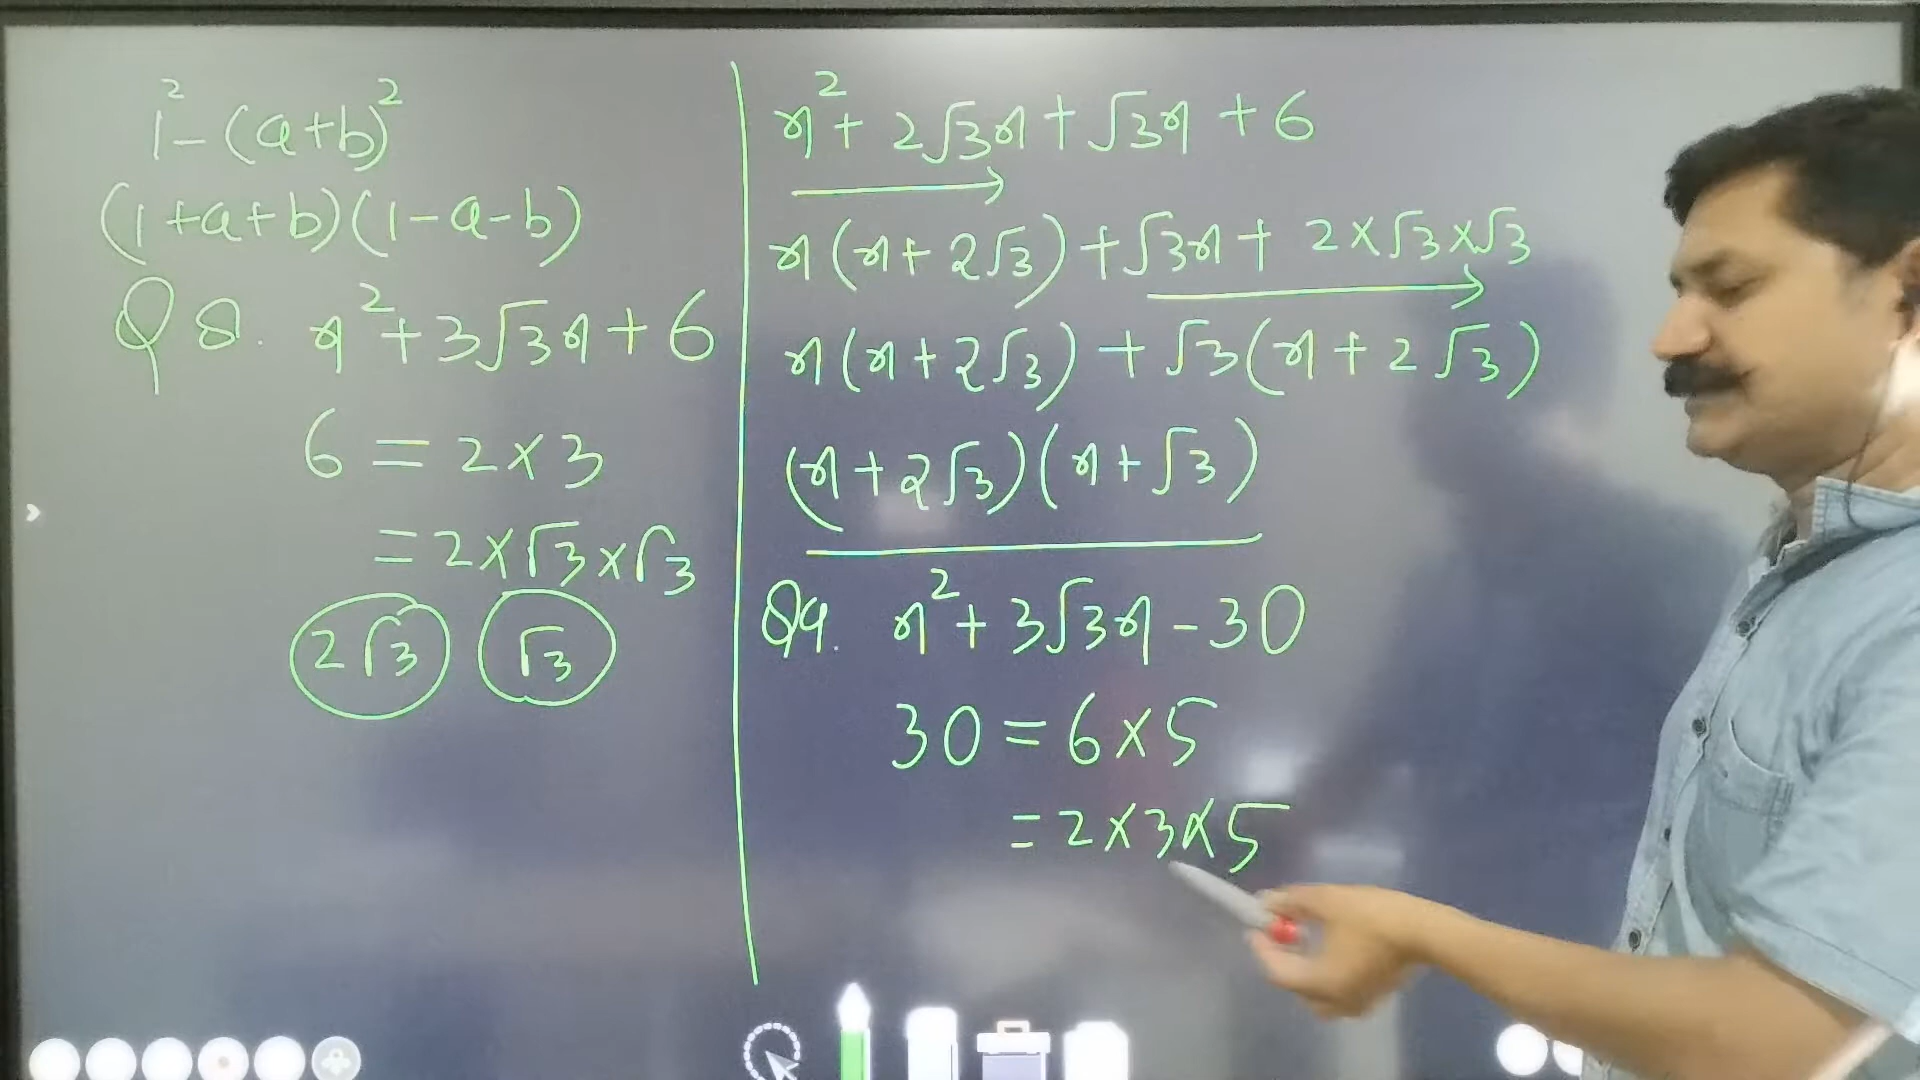 1² - (a+b)²
(1+a+b)(1-a-b)
Q 8. x² + 3√3x + 6
6 = 2 × 3
= 2 × √3 × √3
2√3 √3
x² + 2√3x + √3x + 6
x(x + 2√3) + √3x + 2×√3×√3
x(x + 2√3) + √3(x + 2√3)
(x + 2√3)(x + √3)
Q9. x² + 3√3x - 30
30 = 6 × 5
= 2 × 3 × 5